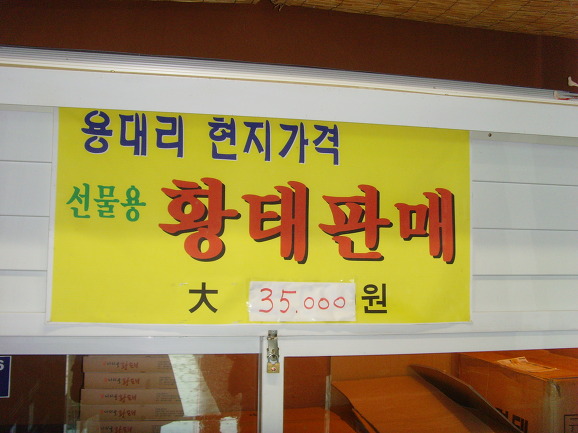 용대리 현지가격
선물용 황태판매
大 35.000 원